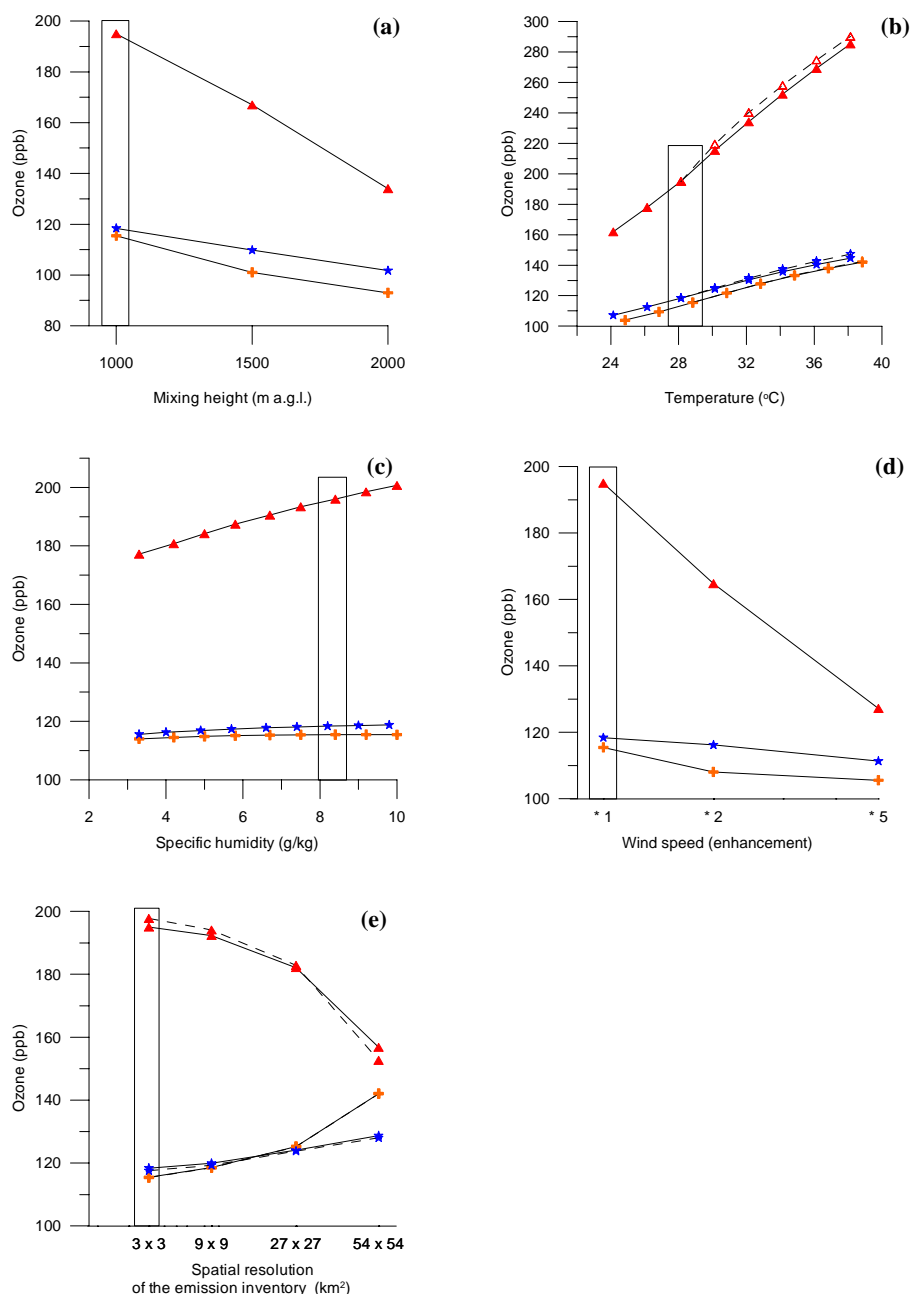 (a)
200
180
160
140
120
100
80
Ozone (ppb)
1000
1500
2000
Mixing height (m a.g.l.)
(b)
300
280
260
240
220
200
180
160
140
120
100
Ozone (ppb)
24
28
32
36
40
Temperature (°C)
(c)
200
180
160
140
120
100
Ozone (ppb)
2
4
6
8
10
Specific humidity (g/kg)
(d)
200
180
160
140
120
100
Ozone (ppb)
* 1
* 2
* 5
Wind speed (enhancement)
(e)
200
180
160
140
120
100
Ozone (ppb)
3 x 3
9 x 9
27 x 27
54 x 54
Spatial resolution
of the emission inventory (km²)